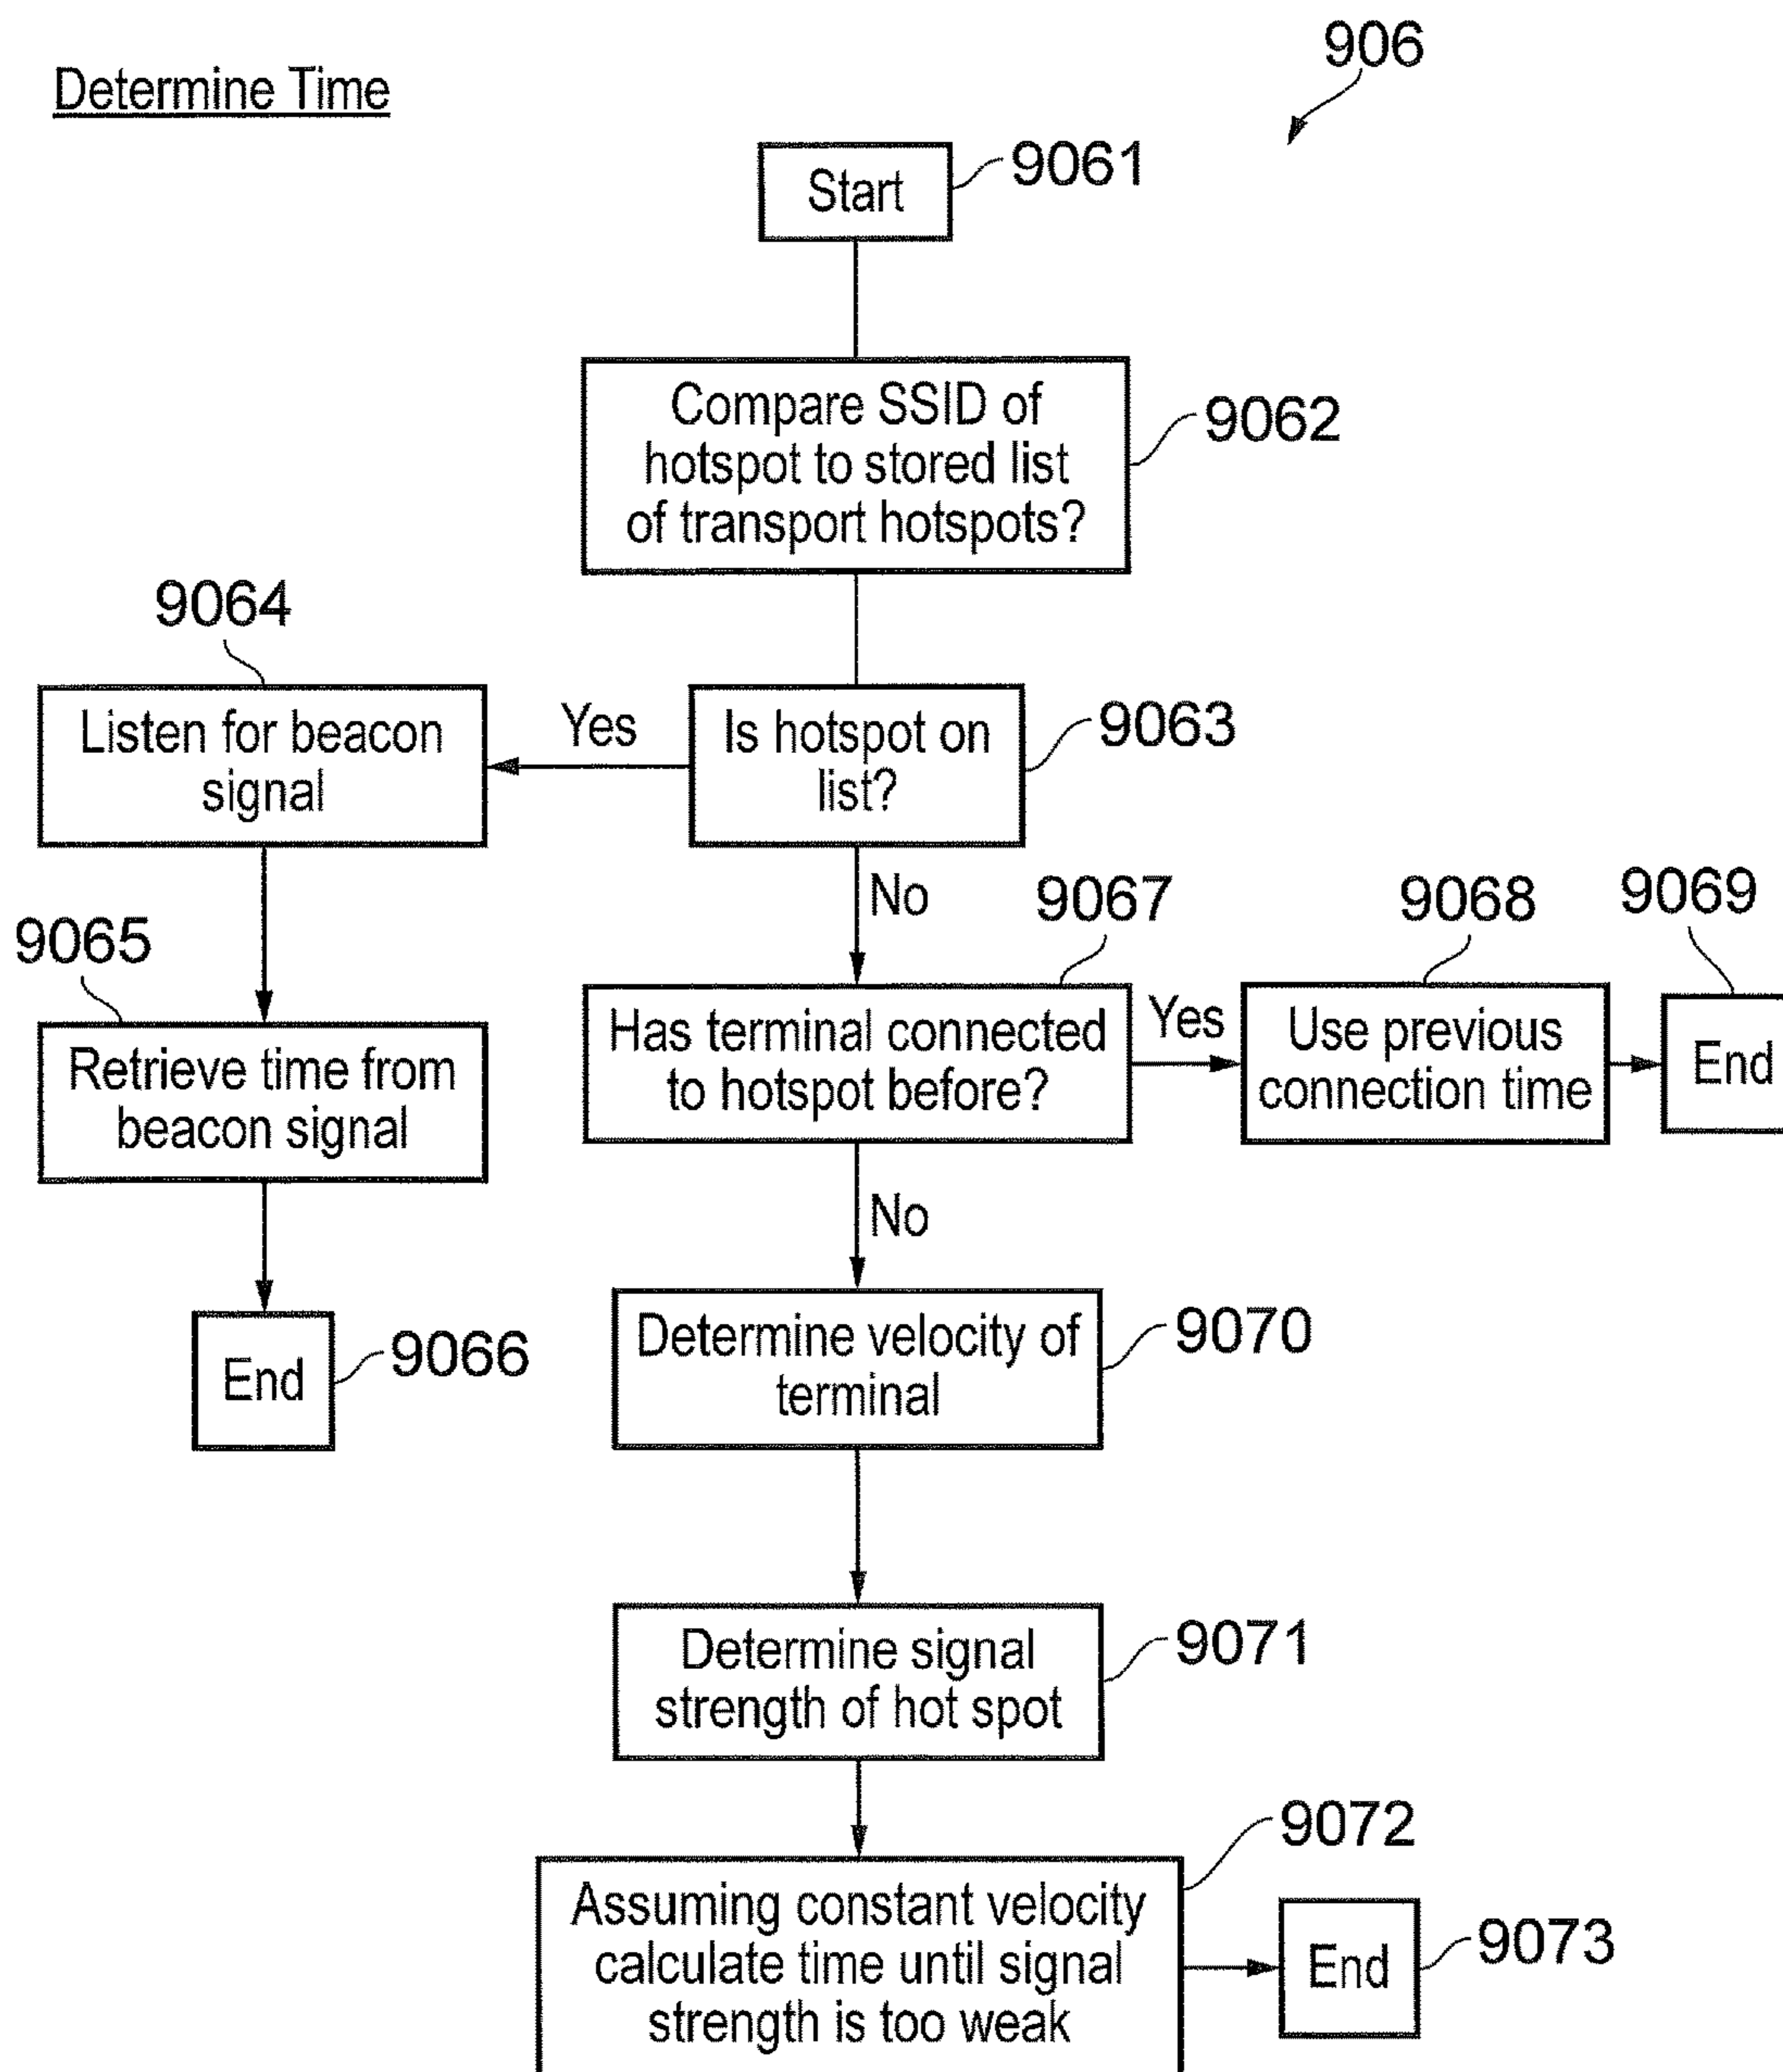 Determine Time
906
Start
9061
Compare SSID of
hotspot to stored list
of transport hotspots?
9062
9064
Listen for beacon
signal
Yes
Is hotspot on
list?
9063
No
9065
Retrieve time from
beacon signal
9067
Has terminal connected
to hotspot before?
Yes
9068
Use previous
connection time
9069
End
No
End
9066
Determine velocity of
terminal
9070
Determine signal
strength of hot spot
9071
9072
Assuming constant velocity
calculate time until signal
strength is too weak
End
9073